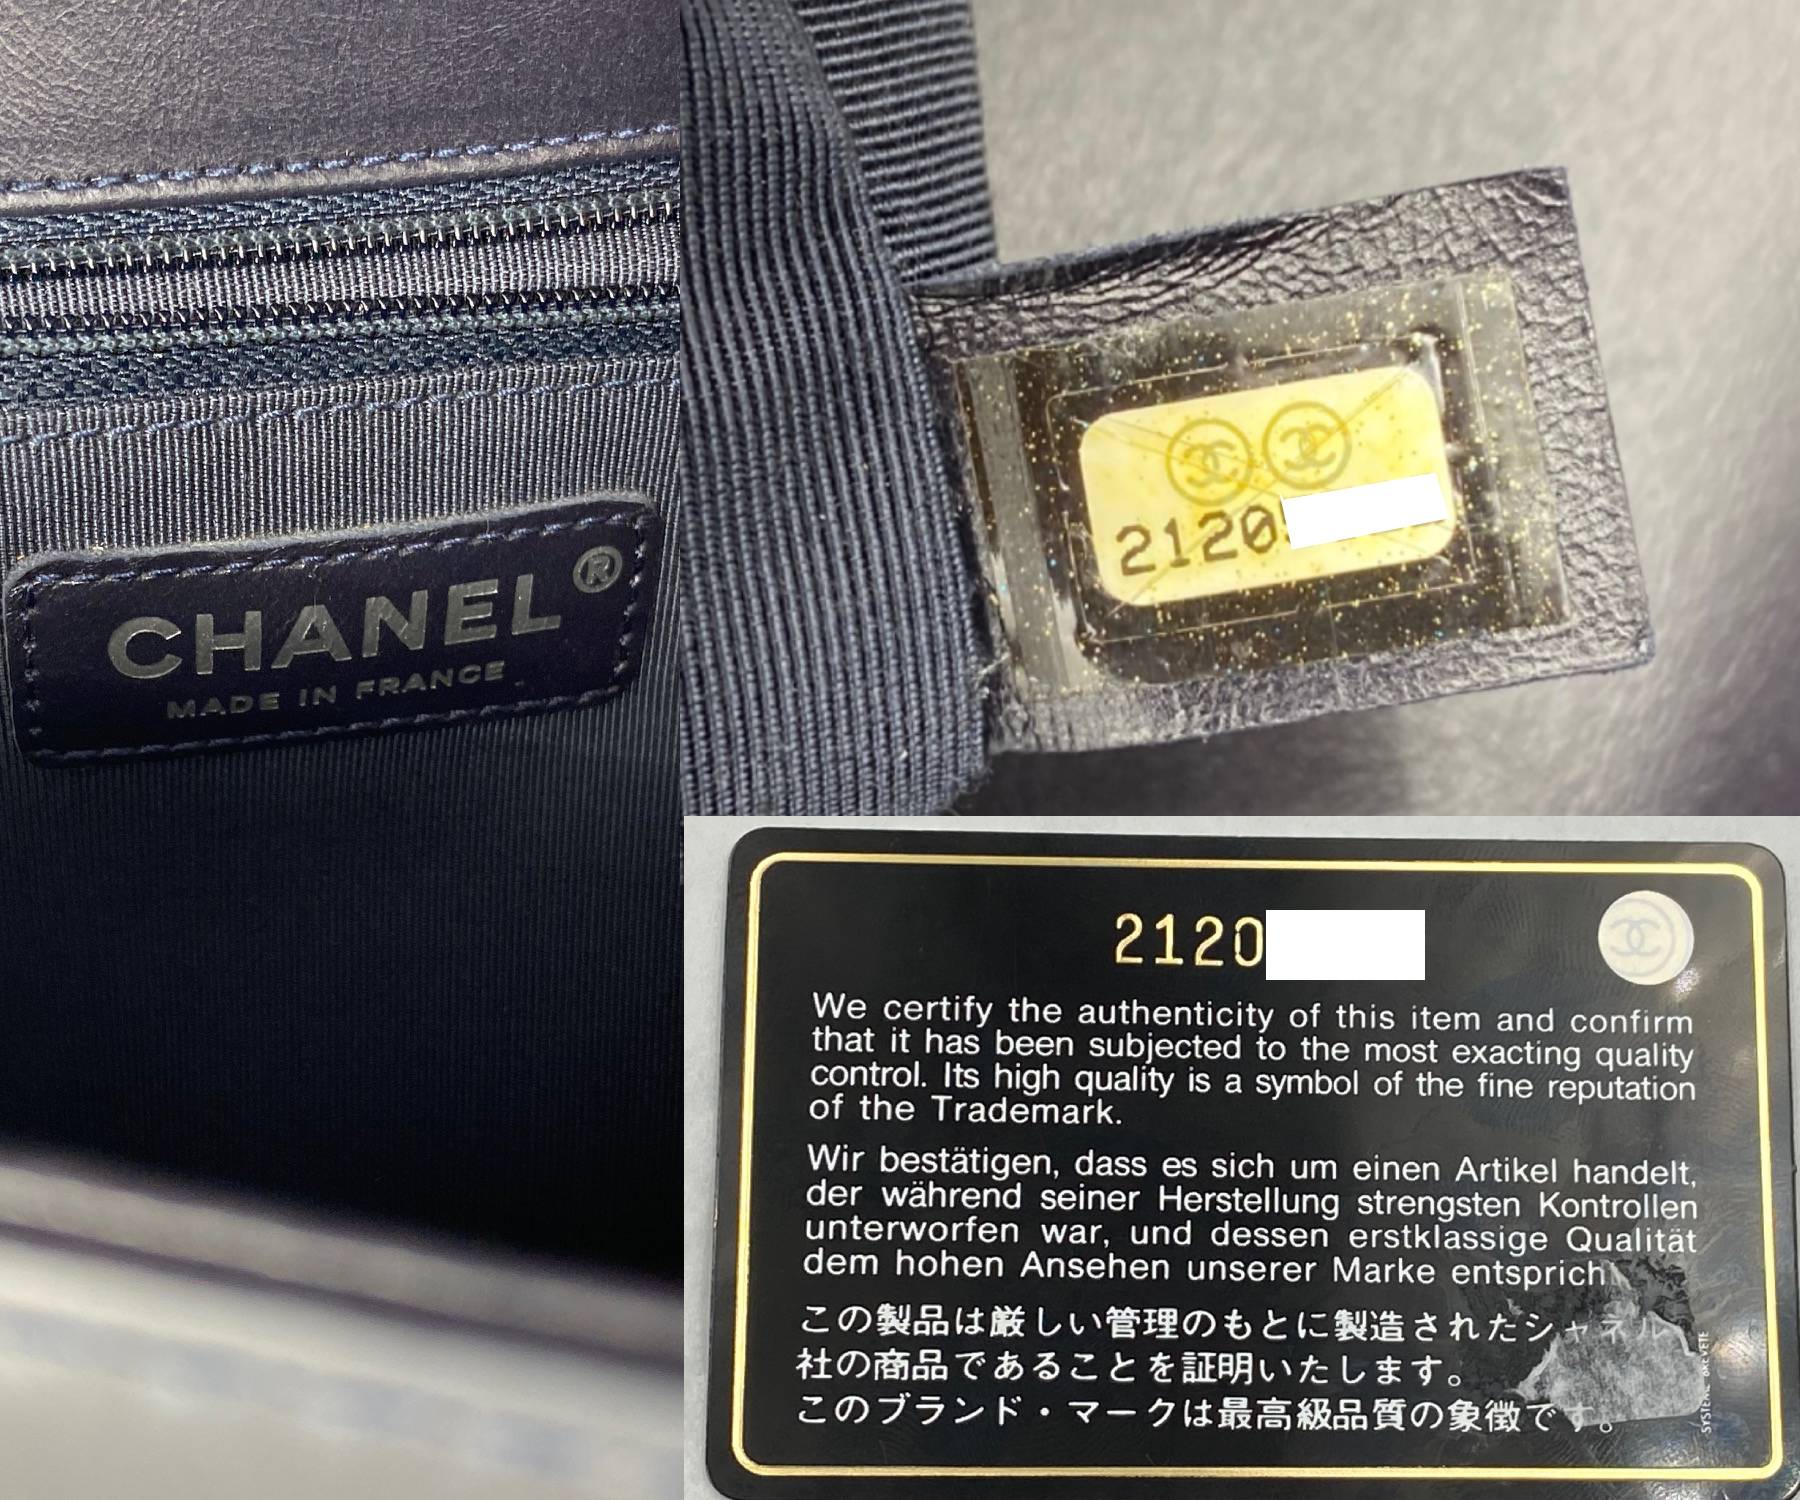 CHANEL®
MADE IN FRANCE
2120
2120
We certify the authenticity of this item and confirm
that it has been subjected to the most exacting quality
control. Its high quality is a symbol of the fine reputation
of the Trademark.
Wir bestätigen, dass es sich um einen Artikel handelt,
der während seiner Herstellung strengsten Kontrollen
unterworfen war, und dessen erstklassige Qualität
dem hohen Ansehen unserer Marke
この製品は厳しい管理のもとに製造されたシャネル
社の商品であることを証明いたします。
このブランド・マークは最高級品質の象徴です。